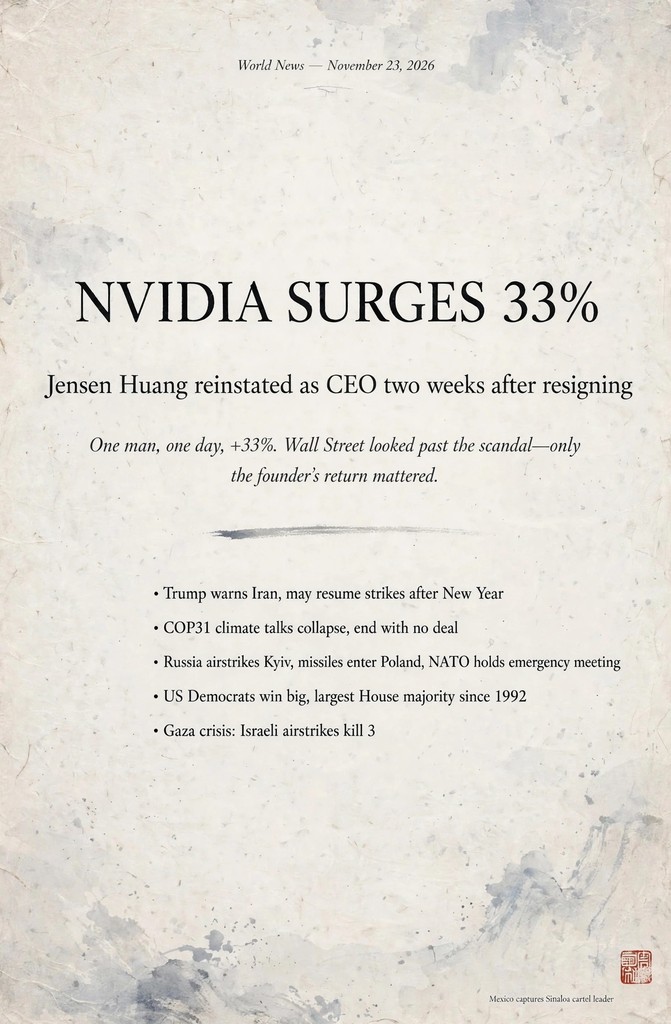 World News — November 23, 2026
NVIDIA SURGES 33%
Jensen Huang reinstated as CEO two weeks after resigning
One man, one day, +33%. Wall Street looked past the scandal—only
the founder's return mattered.
• Trump warns Iran, may resume strikes after New Year
• COP31 climate talks collapse, end with no deal
• Russia airstrikes Kyiv, missiles enter Poland, NATO holds emergency meeting
• US Democrats win big, largest House majority since 1992
• Gaza crisis: Israeli airstrikes kill 3
Mexico captures Sinaloa cartel leader